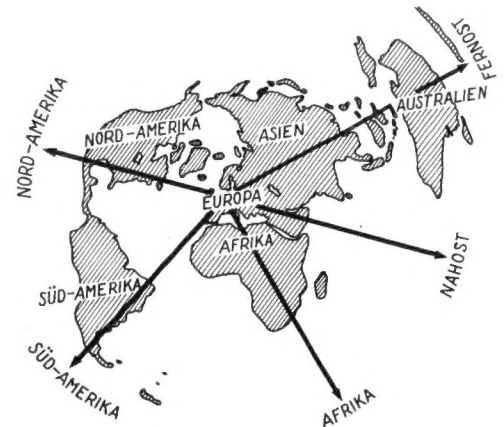 FERNOST
AUSTRALIEN
NORD-AMERIKA
NORD-AMERIKA
ASIEN
EUROPA
AFRIKA
NAHOST
SÜD-AMERIKA
SÜD-AMERIKA
AFRIKA